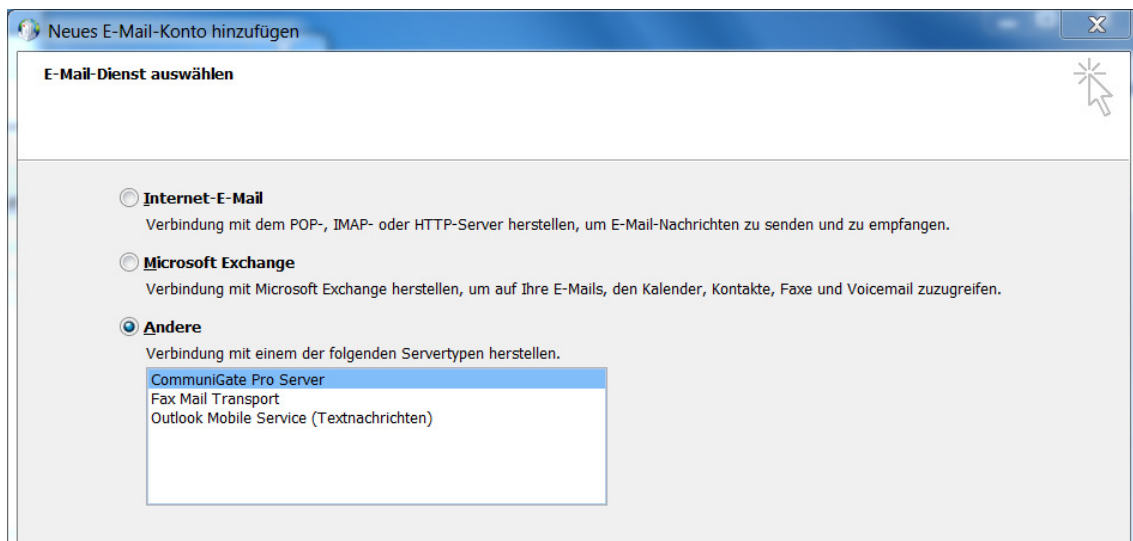 Neues E-Mail-Konto hinzufügen
E-Mail-Dienst auswählen
Internet-E-Mail
Verbindung mit dem POP-, IMAP- oder HTTP-Server herstellen, um E-Mail-Nachrichten zu senden und zu empfangen.
Microsoft Exchange
Verbindung mit Microsoft Exchange herstellen, um auf Ihre E-Mails, den Kalender, Kontakte, Faxe und Voicemail zuzugreifen.
Andere
Verbindung mit einem der folgenden Servertypen herstellen.
CommuniGate Pro Server
Fax Mail Transport
Outlook Mobile Service (Textnachrichten)